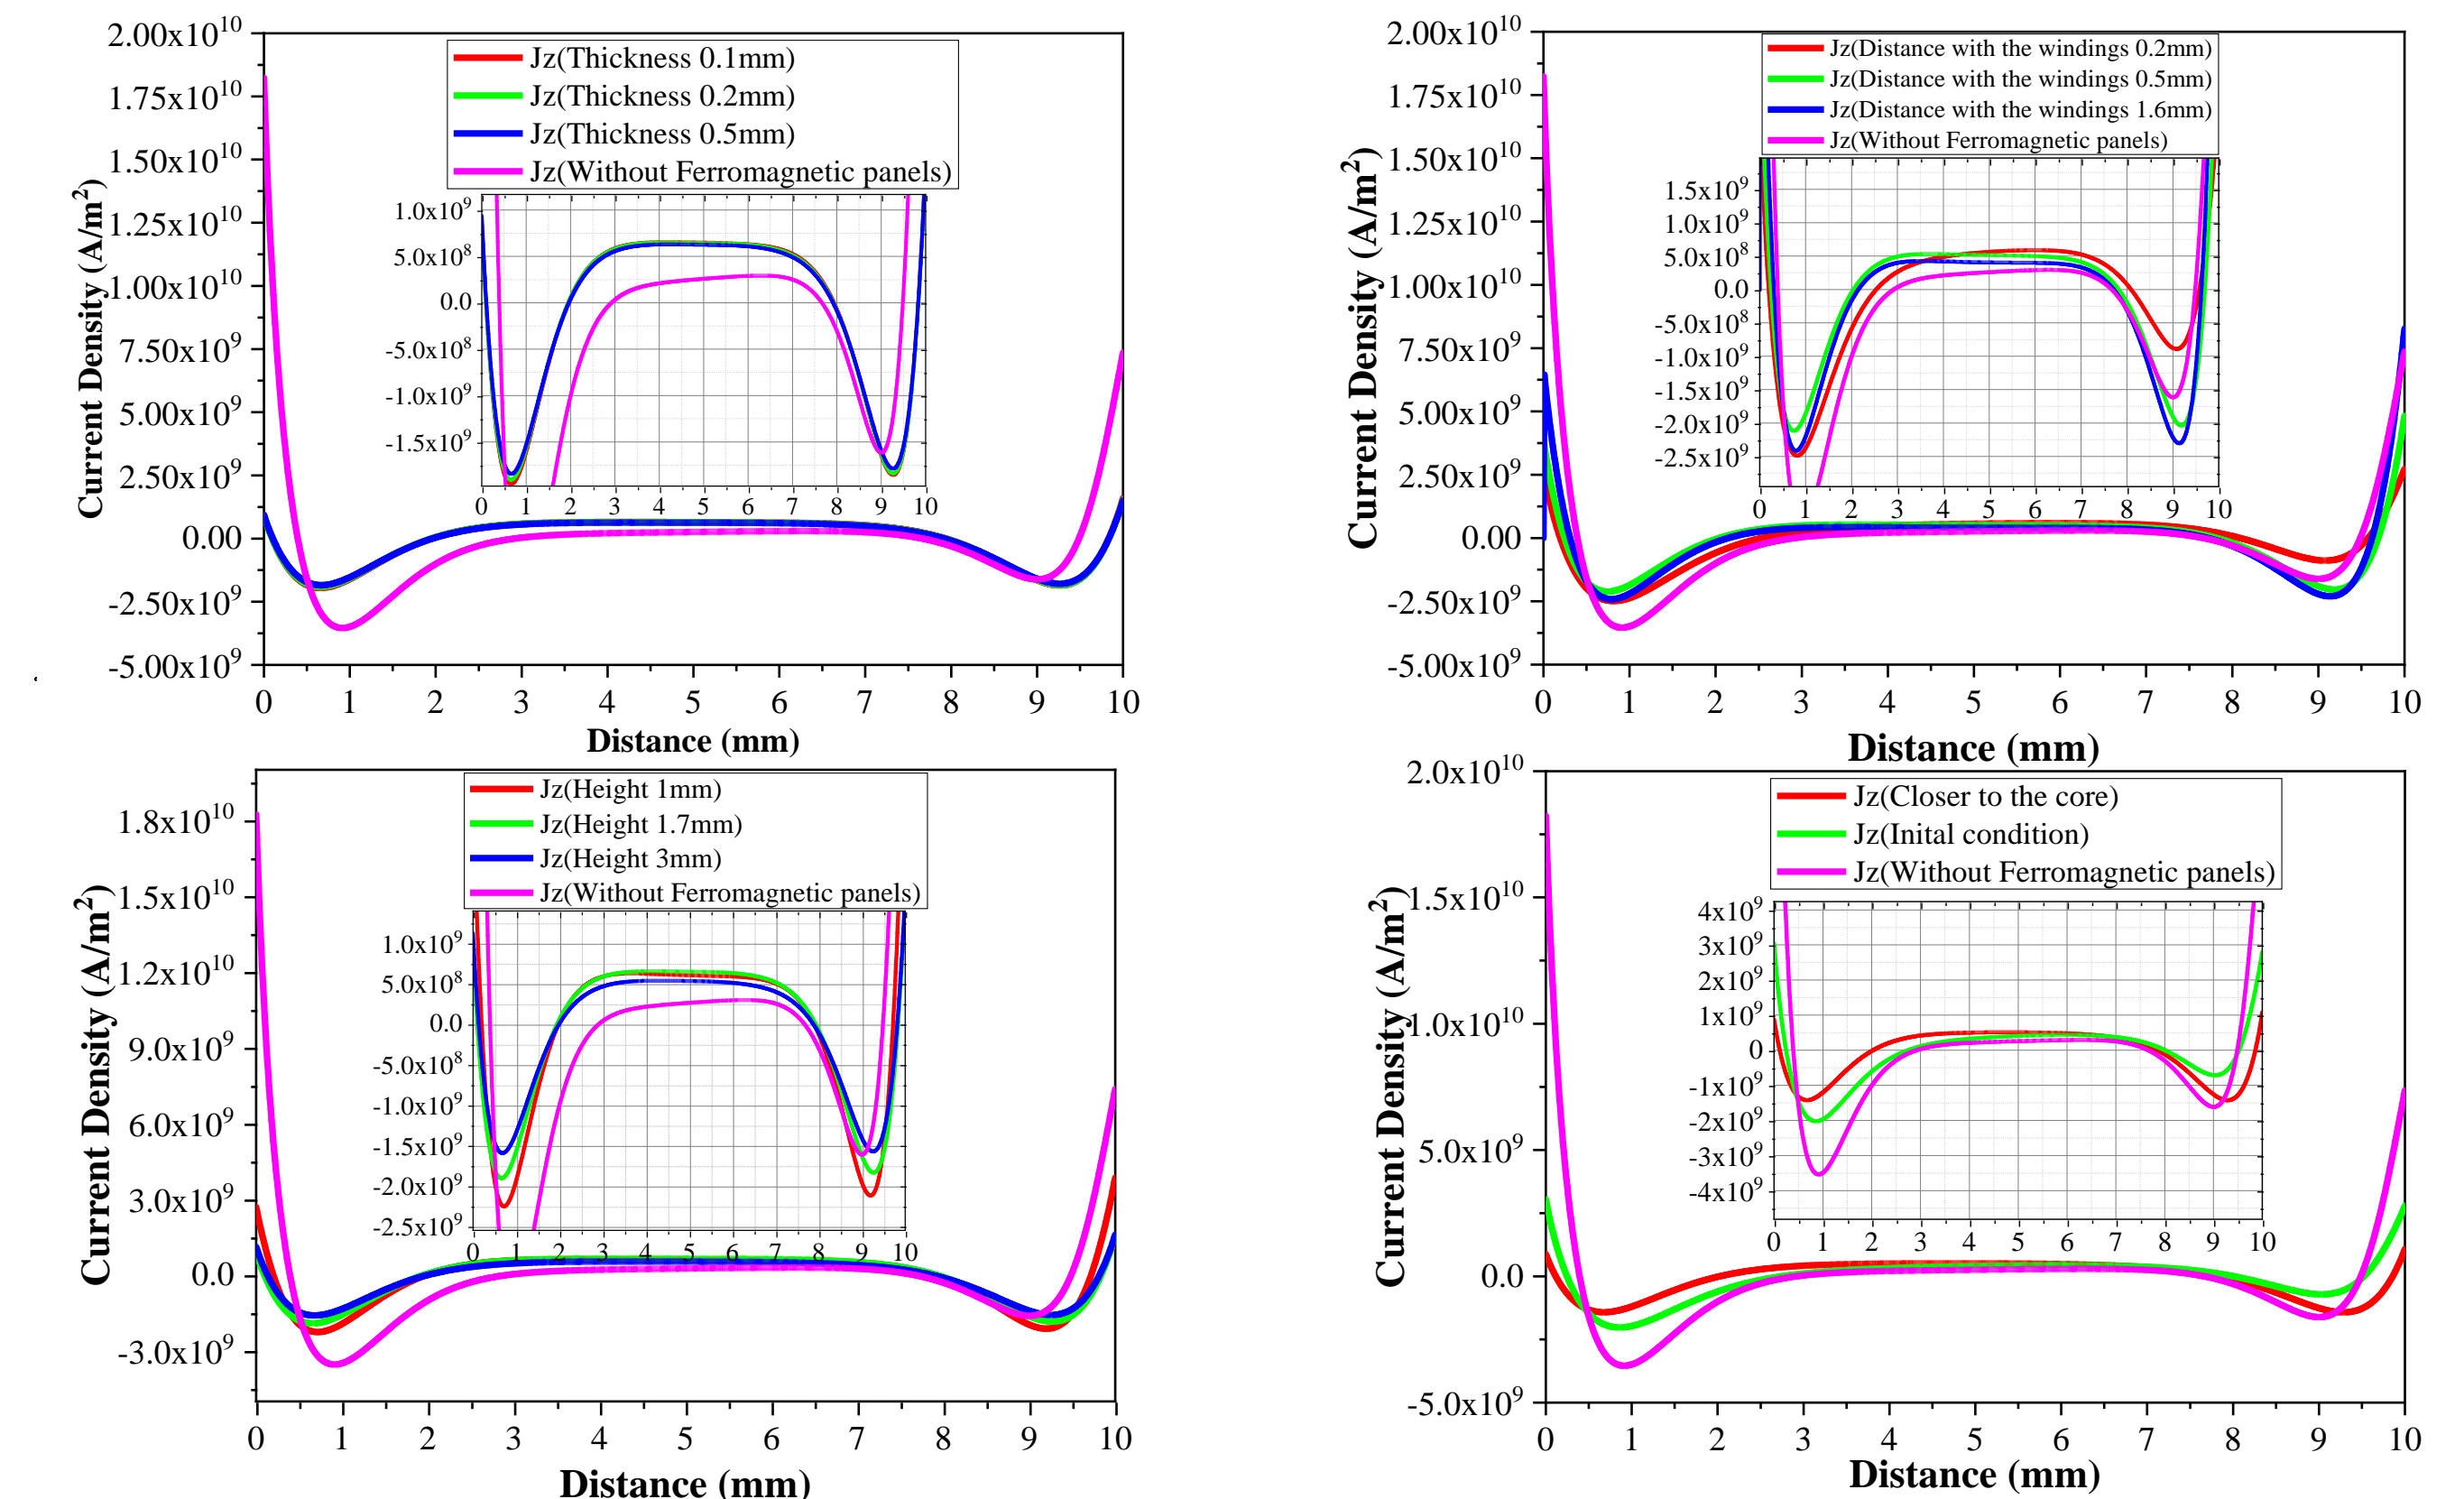 2.00x10^10
1.75x10^10
1.50x10^10
1.25x10^10
1.00x10^10
7.50x10^9
5.00x10^9
2.50x10^9
0.00
-2.50x10^9
-5.00x10^9
Current Density (A/m^2)
Jz(Thickness 0.1mm)
Jz(Thickness 0.2mm)
Jz(Thickness 0.5mm)
Jz(Without Ferromagnetic panels)
1.0x10^9
5.0x10^8
0.0
-5.0x10^8
-1.0x10^9
-1.5x10^9
0 1 2 3 4 5 6 7 8 9 10
0 1 2 3 4 5 6 7 8 9 10
Distance (mm)
2.00x10^10
1.75x10^10
1.50x10^10
1.25x10^10
1.00x10^10
7.50x10^9
5.00x10^9
2.50x10^9
0.00
-2.50x10^9
-5.00x10^9
Current Density (A/m^2)
Jz(Distance with the windings 0.2mm)
Jz(Distance with the windings 0.5mm)
Jz(Distance with the windings 1.6mm)
Jz(Without Ferromagnetic panels)
1.5x10^9
1.0x10^9
5.0x10^8
0.0
-5.0x10^8
-1.0x10^9
-1.5x10^9
-2.0x10^9
-2.5x10^9
0 1 2 3 4 5 6 7 8 9 10
0 1 2 3 4 5 6 7 8 9 10
Distance (mm)
1.8x10^10
1.5x10^10
1.2x10^10
9.0x10^9
6.0x10^9
3.0x10^9
0.0
-3.0x10^9
Current Density (A/m^2)
Jz(Height 1mm)
Jz(Height 1.7mm)
Jz(Height 3mm)
Jz(Without Ferromagnetic panels)
1.0x10^9
5.0x10^8
0.0
-5.0x10^8
-1.0x10^9
-1.5x10^9
-2.0x10^9
-2.5x10^9
0 1 2 3 4 5 6 7 8 9 10
0 1 2 3 4 5 6 7 8 9 10
Distance (mm)
2.0x10^10
1.5x10^10
1.0x10^10
5.0x10^9
0.0
-5.0x10^9
Current Density (A/m^2)
Jz(Closer to the core)
Jz(Inital condition)
Jz(Without Ferromagnetic panels)
4x10^9
3x10^9
2x10^9
1x10^9
0
-1x10^9
-2x10^9
-3x10^9
-4x10^9
0 1 2 3 4 5 6 7 8 9 10
0 1 2 3 4 5 6 7 8 9 10
Distance (mm)